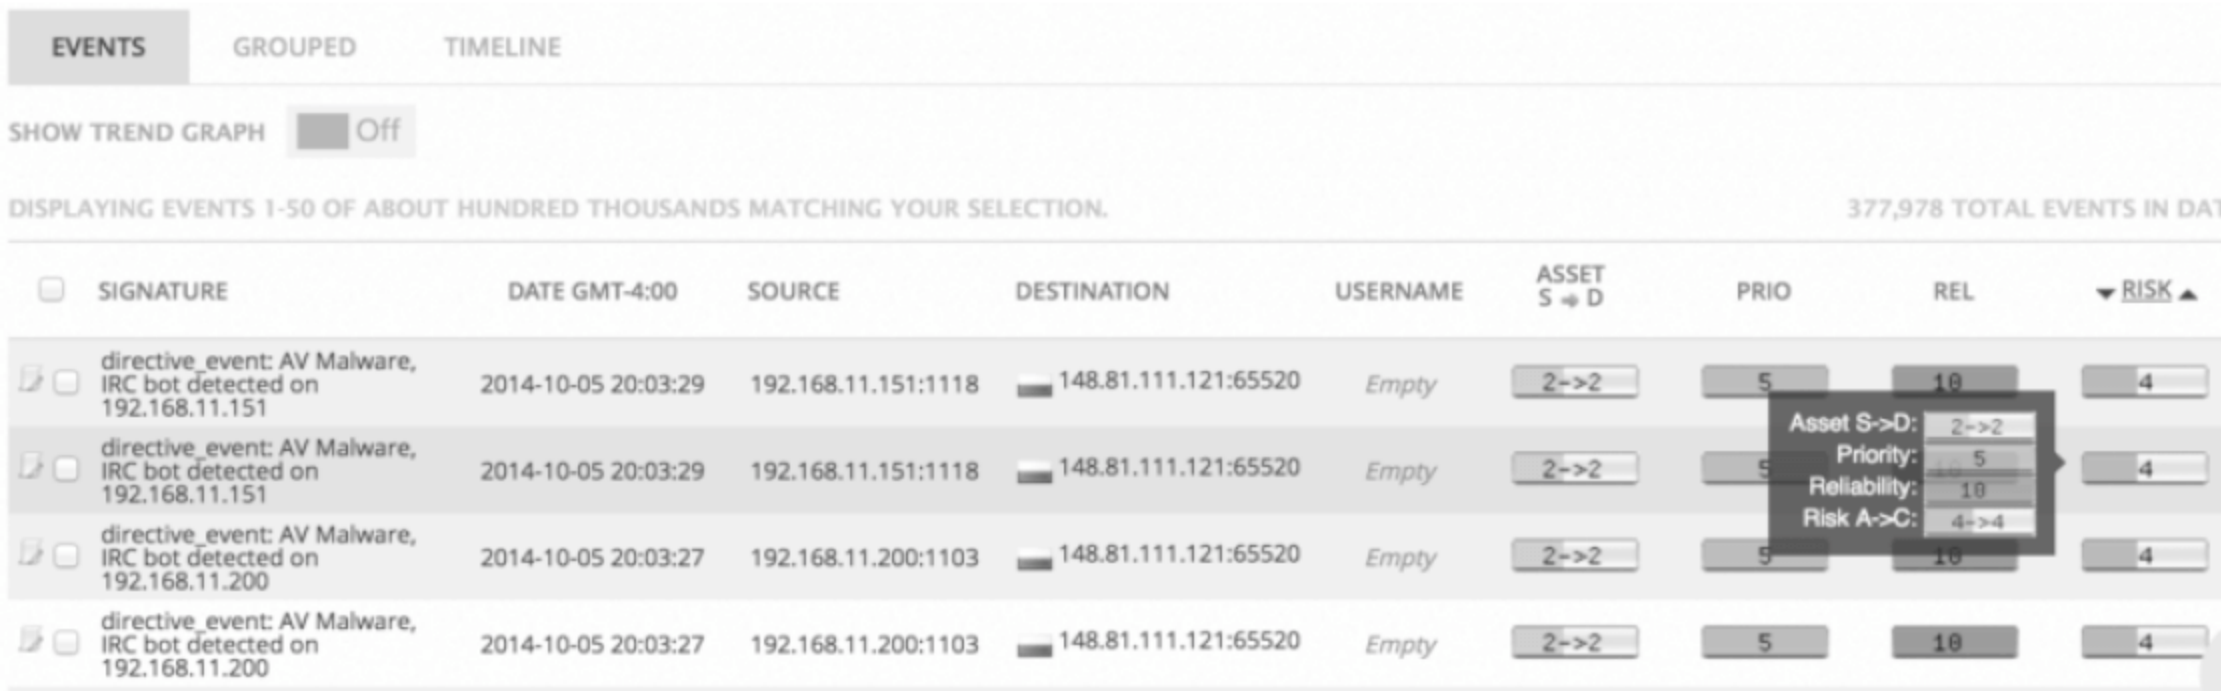 EVENTS GROUPED TIMELINE
SHOW TREND GRAPH Off
DISPLAYING EVENTS 1-50 OF ABOUT HUNDRED THOUSANDS MATCHING YOUR SELECTION. 377,978 TOTAL EVENTS IN DAT
SIGNATURE DATE GMT-4:00 SOURCE DESTINATION USERNAME ASSET S → D PRIO REL ▼ RISK ▲
directive_event: AV Malware,
IRC bot detected on 2014-10-05 20:03:29 192.168.11.151:1118 148.81.111.121:65520 Empty 2->2 5 10 4
192.168.11.151
directive_event: AV Malware,
IRC bot detected on 2014-10-05 20:03:29 192.168.11.151:1118 148.81.111.121:65520 Empty 2->2 5 10 4
192.168.11.151
directive_event: AV Malware,
IRC bot detected on 2014-10-05 20:03:27 192.168.11.200:1103 148.81.111.121:65520 Empty 2->2 5 10 4
192.168.11.200
directive_event: AV Malware,
IRC bot detected on 2014-10-05 20:03:27 192.168.11.200:1103 148.81.111.121:65520 Empty 2->2 5 10 4
192.168.11.200
Asset S->D: 2->2
Priority: 5
Reliability: 10
Risk A->C: 4->4